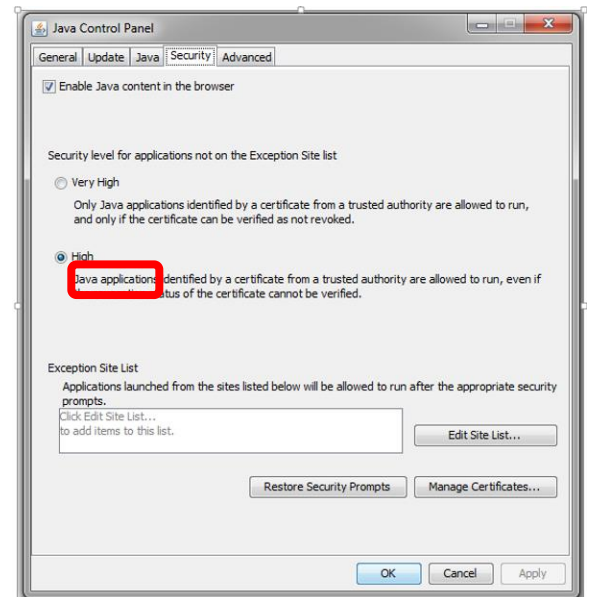 Java Control Panel
General Update Java Security Advanced
Enable Java content in the browser
Security level for applications not on the Exception Site list
Very High
Only Java applications identified by a certificate from a trusted authority are allowed to run,
and only if the certificate can be verified as not revoked.
High
Java applications identified by a certificate from a trusted authority are allowed to run, even if
of the certificate cannot be verified.
Exception Site List
Applications launched from the sites listed below will be allowed to run after the appropriate security
prompts.
Click Edit Site List...
to add items to this list.
Edit Site List...
Restore Security Prompts Manage Certificates...
OK Cancel Apply